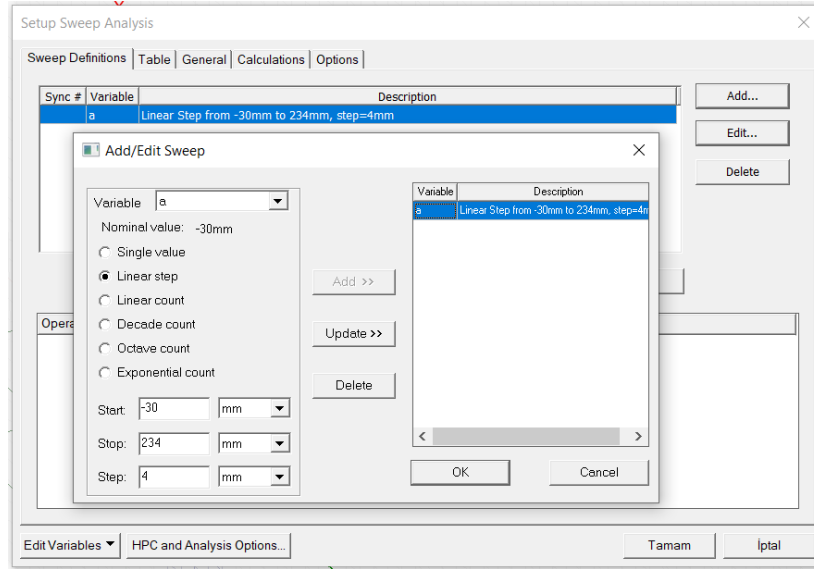 Setup Sweep Analysis
Sweep Definitions Table General Calculations Options
Sync # Variable Description
a Linear Step from -30mm to 234mm, step=4mm
Add...
Edit...
Delete
Add/Edit Sweep
Variable a
Nominal value: -30mm
Single value
Linear step
Linear count
Decade count
Octave count
Exponential count
Start: -30 mm
Stop: 234 mm
Step: 4 mm
Add >>
Update >>
Delete
Variable Description
a Linear Step from -30mm to 234mm, step=4m
OK Cancel
Opera
Edit Variables HPC and Analysis Options...
Tamam İptal